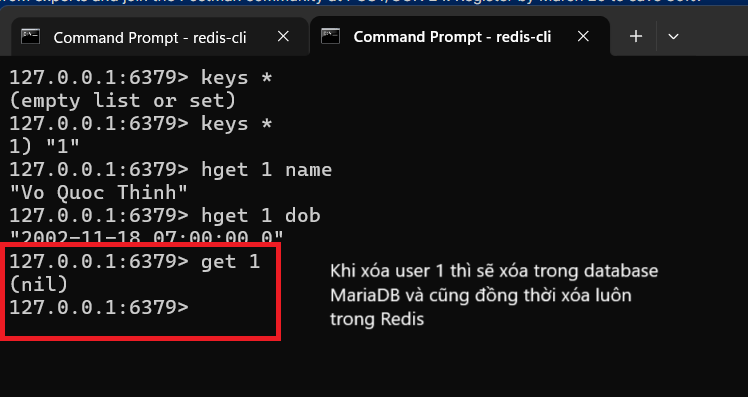 Command Prompt - redis-cli
Command Prompt - redis-cli
127.0.0.1:6379> keys *
(empty list or set)
127.0.0.1:6379> keys *
1) "1"
127.0.0.1:6379> hget 1 name
"Vo Quoc Thinh"
127.0.0.1:6379> hget 1 dob
"2002-11-18 07:00:00.0"
127.0.0.1:6379> get 1
(nil)
127.0.0.1:6379>
Khi xóa user 1 thì sẽ xóa trong database
MariaDB và cũng đồng thời xóa luôn
trong Redis